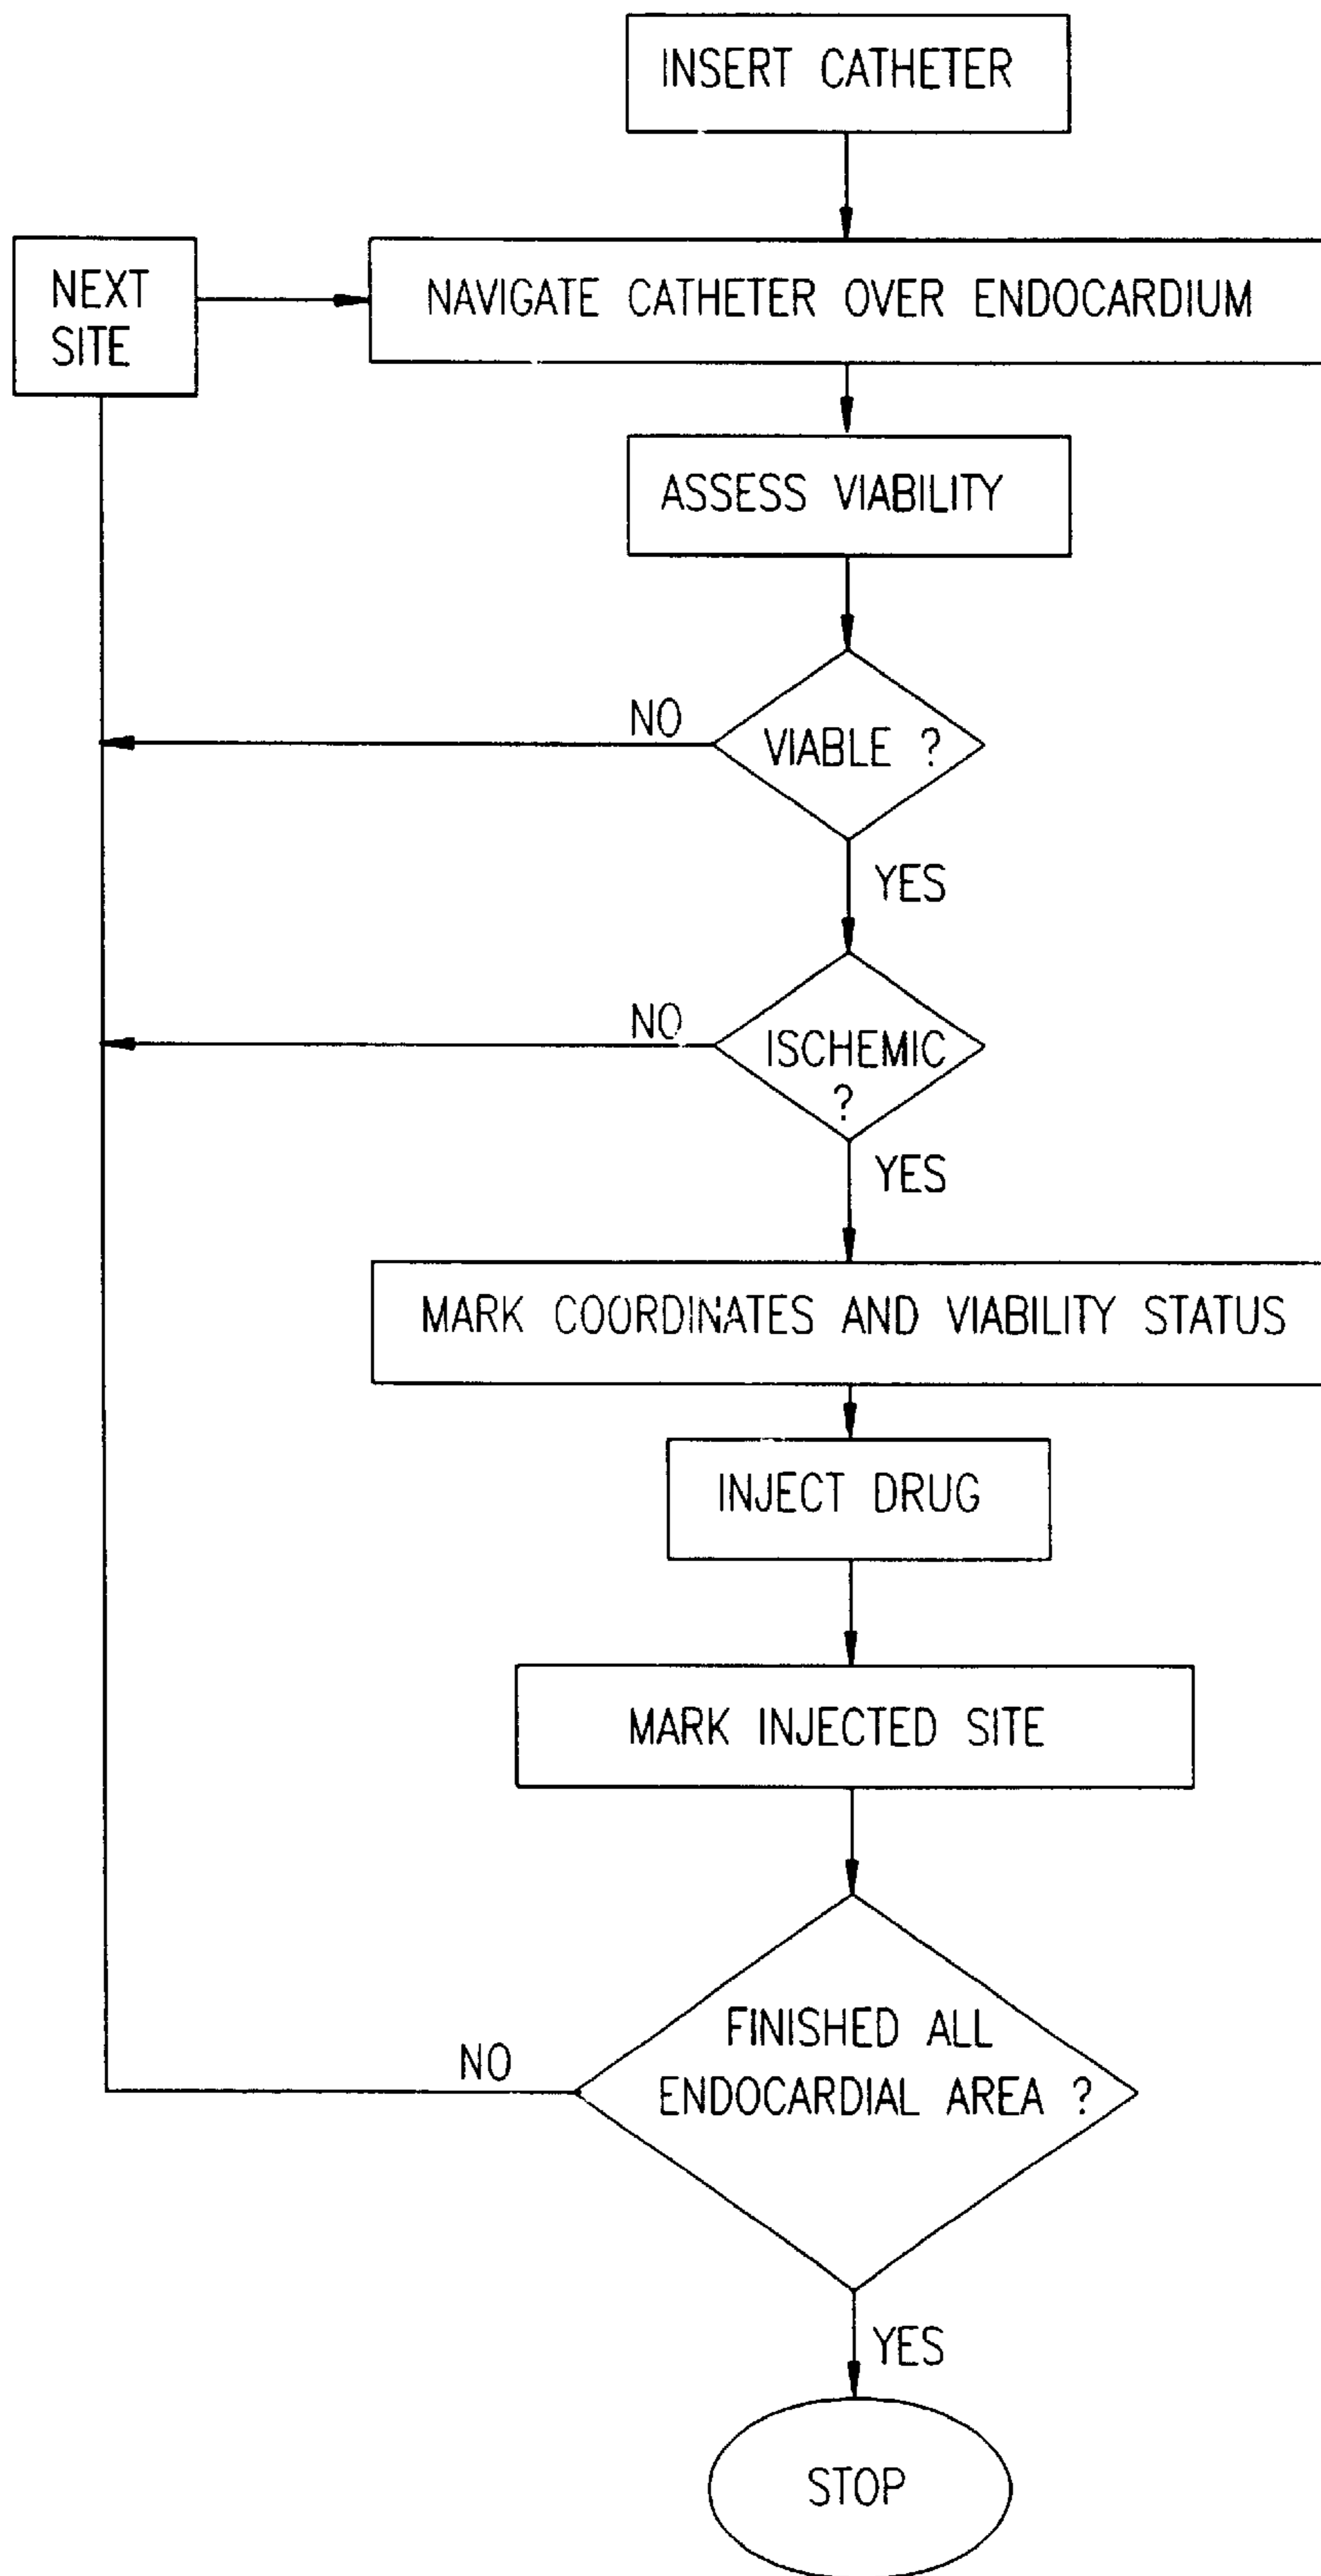 INSERT CATHETER
NEXT
SITE
NAVIGATE CATHETER OVER ENDOCARDIUM
ASSESS VIABILITY
NO
VIABLE ?
YES
NO
ISCHEMIC
?
YES
MARK COORDINATES AND VIABILITY STATUS
INJECT DRUG
MARK INJECTED SITE
FINISHED ALL
ENDOCARDIAL AREA ?
NO
YES
STOP